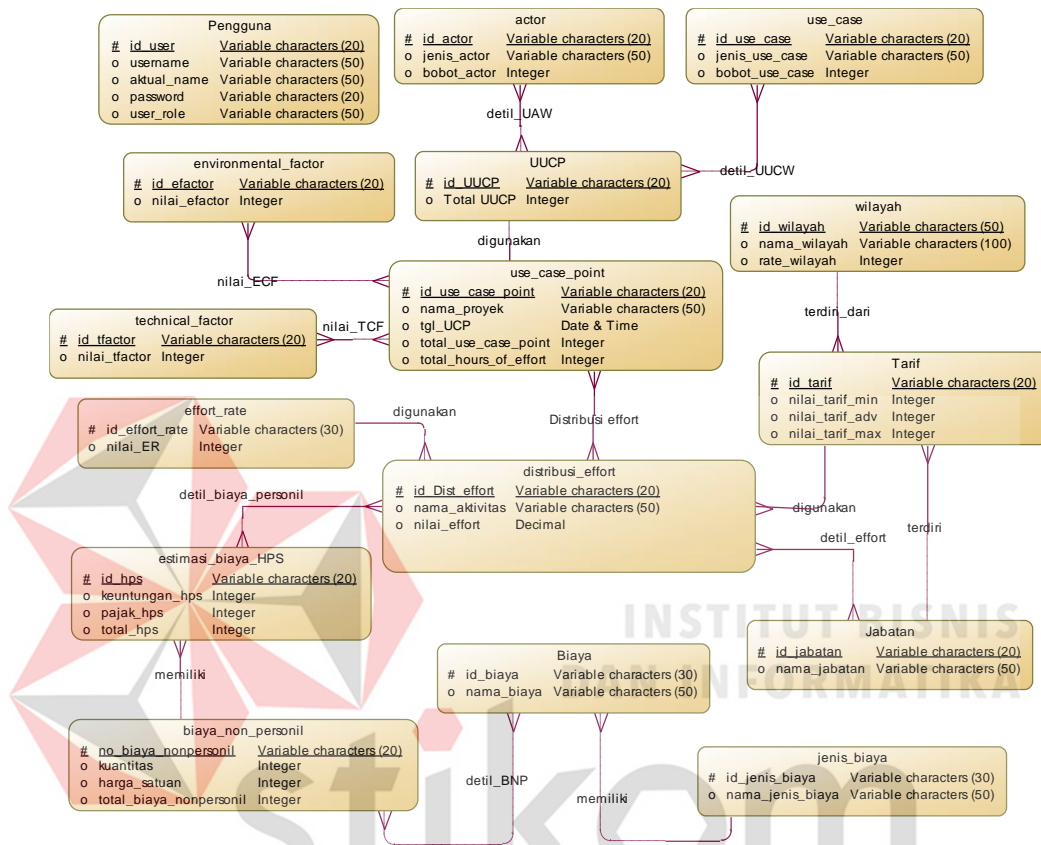 Pengguna
# id_user Variable characters (20)
o username Variable characters (50)
o aktual_name Variable characters (50)
o password Variable characters (20)
o user_role Variable characters (50)
actor
# id_actor Variable characters (20)
o jenis_actor Variable characters (50)
o bobot_actor Integer
use_case
# id_use_case Variable characters (20)
o jenis_use_case Variable characters (50)
o bobot_use_case Integer
detil_UAW
detil_UUCW
environmental_factor
# id_efactor Variable characters (20)
o nilai_efactor Integer
UUCP
# id_UUCP Variable characters (20)
o Total UUCP Integer
wilayah
# id_wilayah Variable characters (50)
o nama_wilayah Variable characters (100)
o rate_wilayah Integer
digunakan
nilai_ECF
use_case_point
# id_use_case_point Variable characters (20)
o nama_proyek Variable characters (50)
o tgl_UCP Date & Time
o total_use_case_point Integer
o total_hours_of_effort Integer
terdiri_dari
nilai_TCF
technical_factor
# id_tfactor Variable characters (20)
o nilai_tfactor Integer
Tarif
# id_tarif Variable characters (20)
o nilai_tarif_min Integer
o nilai_tarif_adv Integer
o nilai_tarif_max Integer
effort_rate
# id_effort_rate Variable characters (30)
o nilai_ER Integer
digunakan
Distribusi effort
distribusi_effort
# id_Dist_effort Variable characters (20)
o nama_aktivitas Variable characters (50)
o nilai_effort Decimal
detil_biaya_personil
digunakan
terdiri
detil_effort
estimasi_biaya_HPS
# id_hps Variable characters (20)
o keuntungan_hps Integer
o pajak_hps Integer
o total_hps Integer
INSTITUT BISNIS
DAN INFORMATIKA
stikom
Jabatan
# id_jabatan Variable characters (20)
o nama_jabatan Variable characters (50)
Biaya
# id_biaya Variable characters (30)
o nama_biaya Variable characters (50)
memiliki
biaya_non_personil
# no_biaya_nonpersonil Variable characters (20)
o kuantitas Integer
o harga_satuan Integer
o total_biaya_nonpersonil Integer
detil_BNP
memiliki
jenis_biaya
# id_jenis_biaya Variable characters (30)
o nama_jenis_biaya Variable characters (50)